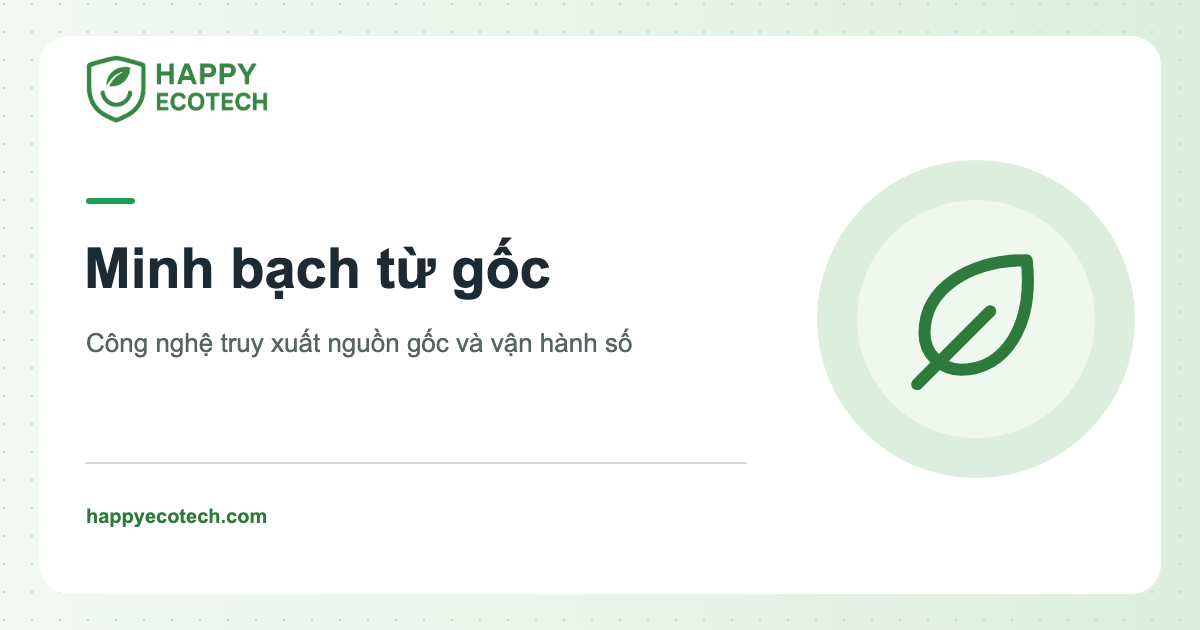 HAPPY
ECOTECH
Minh bạch từ gốc
Công nghệ truy xuất nguồn gốc và vận hành số
happyecotech.com